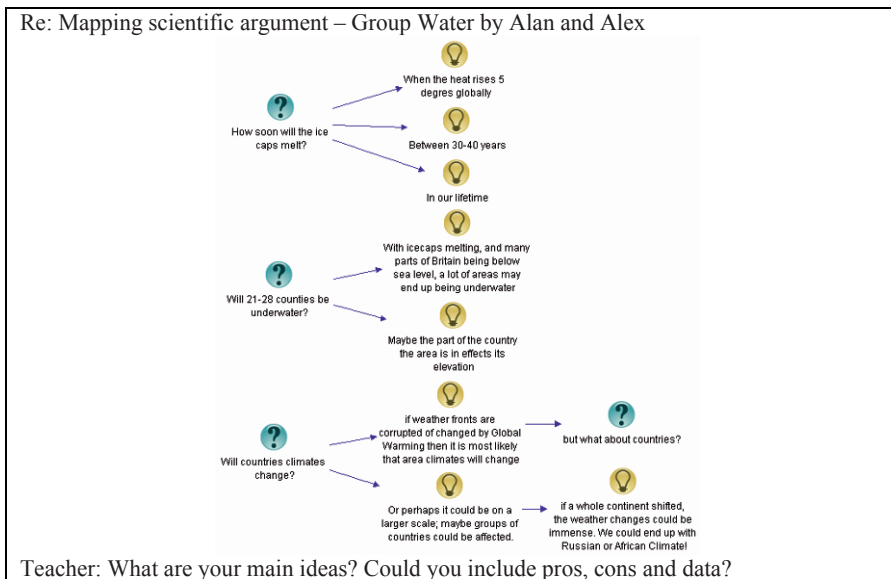 Re: Mapping scientific argument – Group Water by Alan and Alex
When the heat rises 5
degres globally
How soon will the ice
caps melt?
Between 30-40 years
In our lifetime
With icecaps melting, and many
parts of Britain being below
sea level, a lot of areas may
end up being underwater
Will 21-28 counties be
underwater?
Maybe the part of the country
the area is in effects its
elevation
if weather fronts are
corrupted of changed by Global
Warming then it is most likely
that area climates will change
but what about countries?
Will countries climates
change?
Or perhaps it could be on a
larger scale; maybe groups of
countries could be affected.
if a whole continent shifted,
the weather changes could be
immense. We could end up with
Russian or African Climate!
Teacher: What are your main ideas? Could you include pros, cons and data?